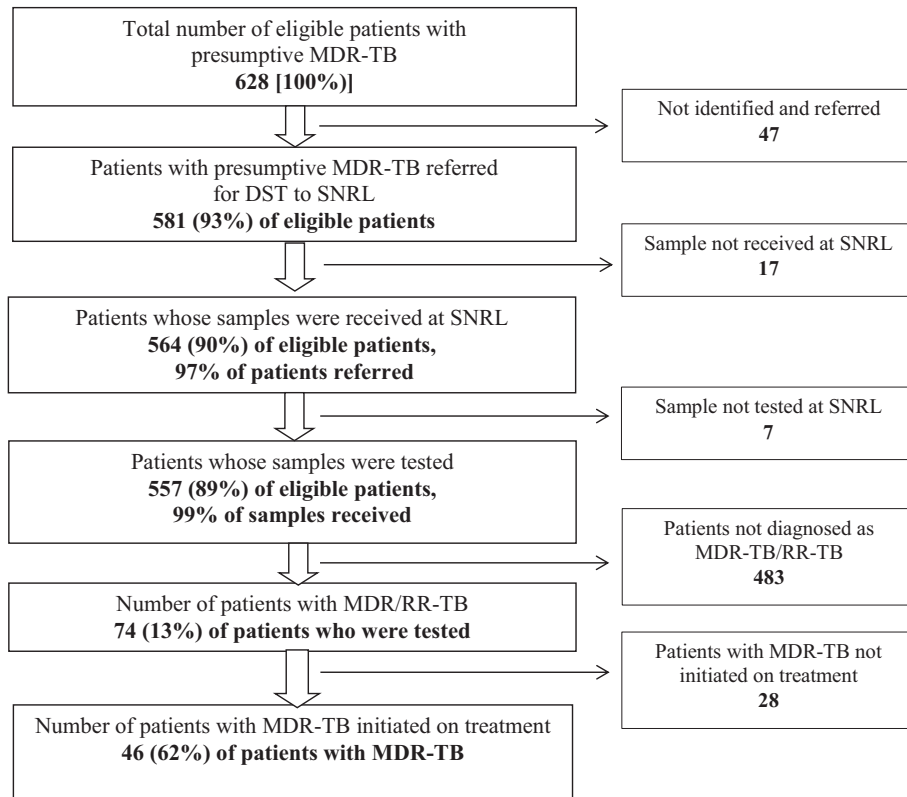 Total number of eligible patients with
presumptive MDR-TB
628 [100%)]
Not identified and referred
47
Patients with presumptive MDR-TB referred
for DST to SNRL
581 (93%) of eligible patients
Sample not received at SNRL
17
Patients whose samples were received at SNRL
564 (90%) of eligible patients,
97% of patients referred
Sample not tested at SNRL
7
Patients whose samples were tested
557 (89%) of eligible patients,
99% of samples received
Patients not diagnosed as
MDR-TB/RR-TB
483
Number of patients with MDR/RR-TB
74 (13%) of patients who were tested
Patients with MDR-TB not
initiated on treatment
28
Number of patients with MDR-TB initiated on treatment
46 (62%) of patients with MDR-TB